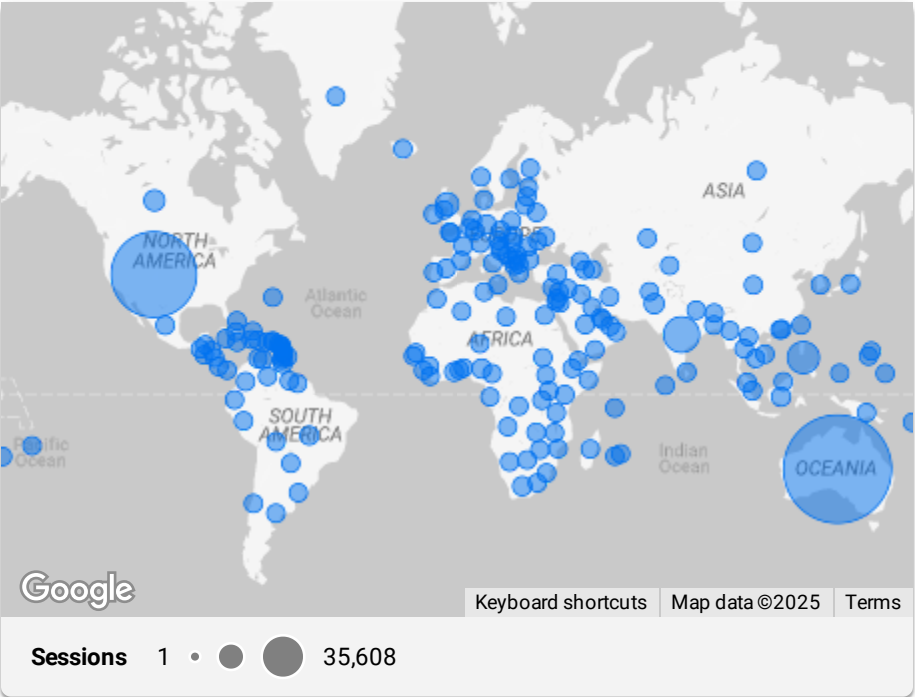 NORTH
AMERICA
Atlantic
Ocean
EUROPE
ASIA
AFRICA
SOUTH
AMERICA
Pacific
Ocean
Indian
Ocean
OCEANIA
Google
Keyboard shortcuts
Map data ©2025
Terms
Sessions 1 35,608